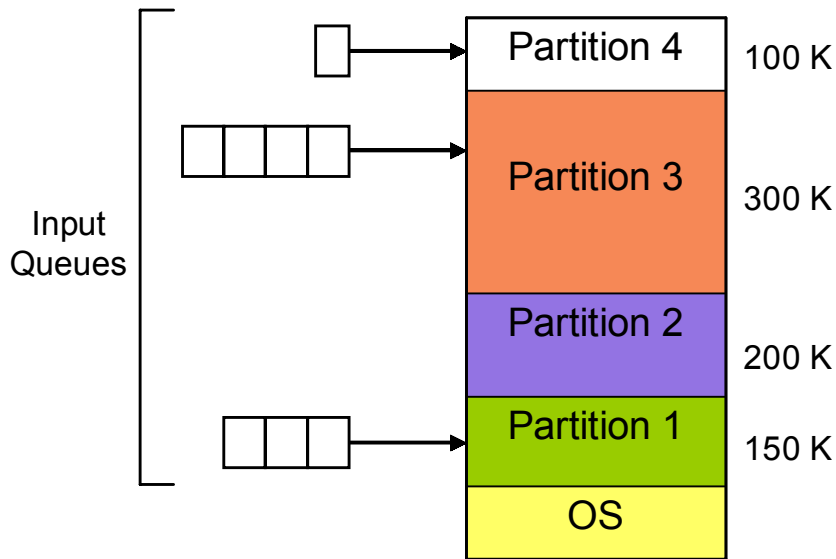 Partition 4
100 K
Partition 3
300 K
Input
Queues
Partition 2
200 K
Partition 1
150 K
OS